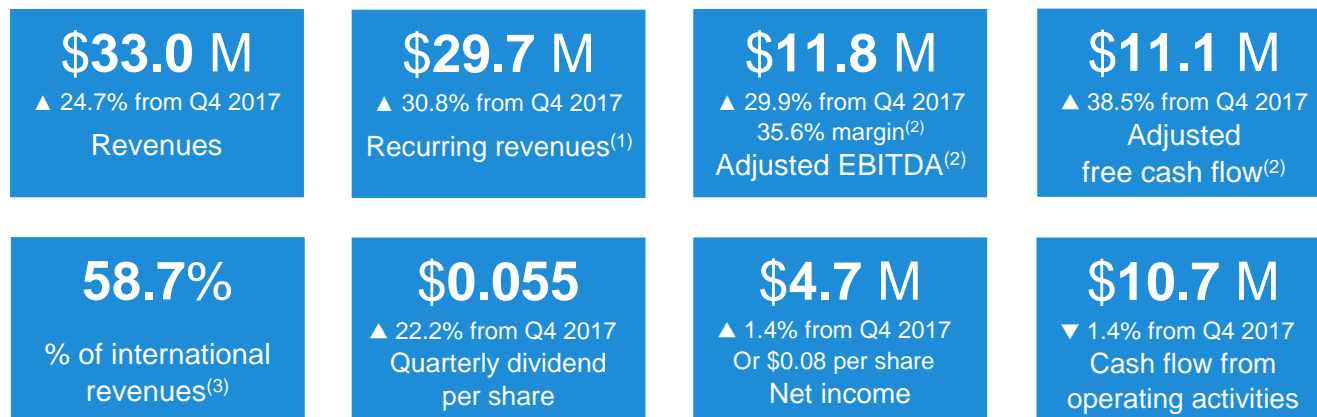 $33.0 M
▲ 24.7% from Q4 2017
Revenues
$29.7 M
▲ 30.8% from Q4 2017
Recurring revenues(1)
$11.8 M
▲ 29.9% from Q4 2017
35.6% margin(2)
Adjusted EBITDA(2)
$11.1 M
▲ 38.5% from Q4 2017
Adjusted
free cash flow(2)
58.7%
% of international
revenues(3)
$0.055
▲ 22.2% from Q4 2017
Quarterly dividend
per share
$4.7 M
▲ 1.4% from Q4 2017
Or $0.08 per share
Net income
$10.7 M
▼ 1.4% from Q4 2017
Cash flow from
operating activities